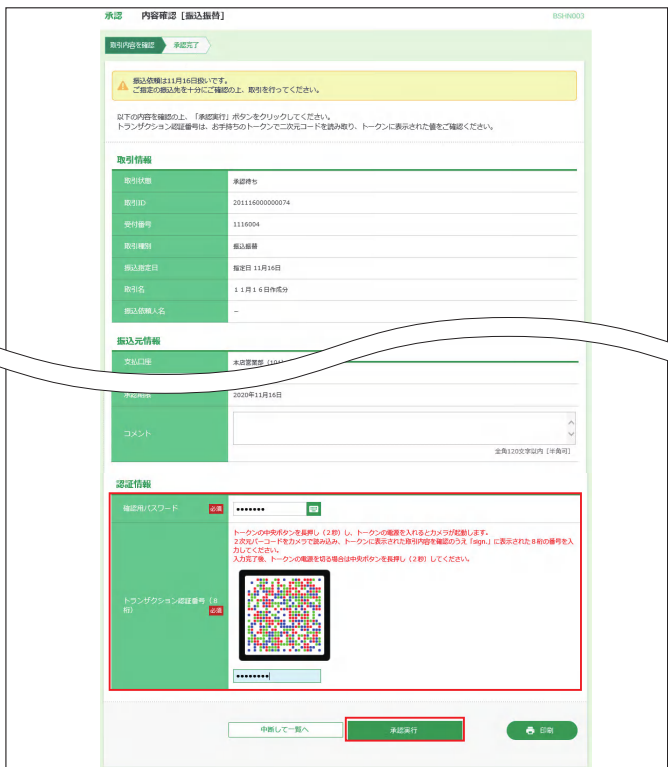 承認　内容確認［振込振替］
BSHN003
取引内容を確認
承認完了
振込依頼は11月16日扱いです。
ご指定の振込先を十分にご確認の上、取引を行ってください。
以下の内容を確認の上、「承認実行」ボタンをクリックしてください。
トランザクション認証番号は、お手持ちのトークンで二次元コードを読み取り、トークンに表示された値をご確認ください。
取引情報
取引状態　承認待ち
取引ID　201116000000074
受付番号　1116004
取引種別　振込振替
振込指定日　指定日 11月16日
取引名　１１月１６日作成分
振込依頼人名　－
振込元情報
支払口座　本店営業部
2020年11月16日
コメント
全角120文字以内［半角可］
認証情報
確認用パスワード　必須　●●●●●●●
トークンの中央ボタンを長押し（２秒）し、トークンの電源を入れるとカメラが起動します。
２次元バーコードをカメラで読み込み、トークンに表示された取引内容を確認のうえ「sign.」に表示された８桁の番号を入
力してください。
入力完了後、トークンの電源を切る場合は中央ボタンを長押し（２秒）してください。
トランザクション認証番号（８
桁）　必須
●●●●●●●●
中断して一覧へ　承認実行　印刷